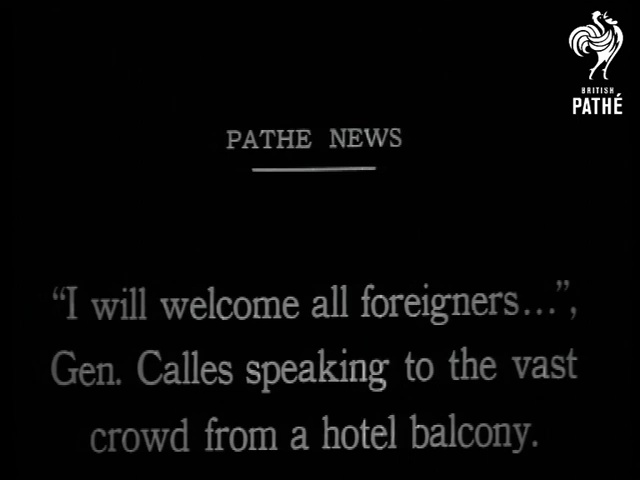 BRITISH
PATHÉ
PATHE NEWS
“I will welcome all foreigners...”,
Gen. Calles speaking to the vast
crowd from a hotel balcony.